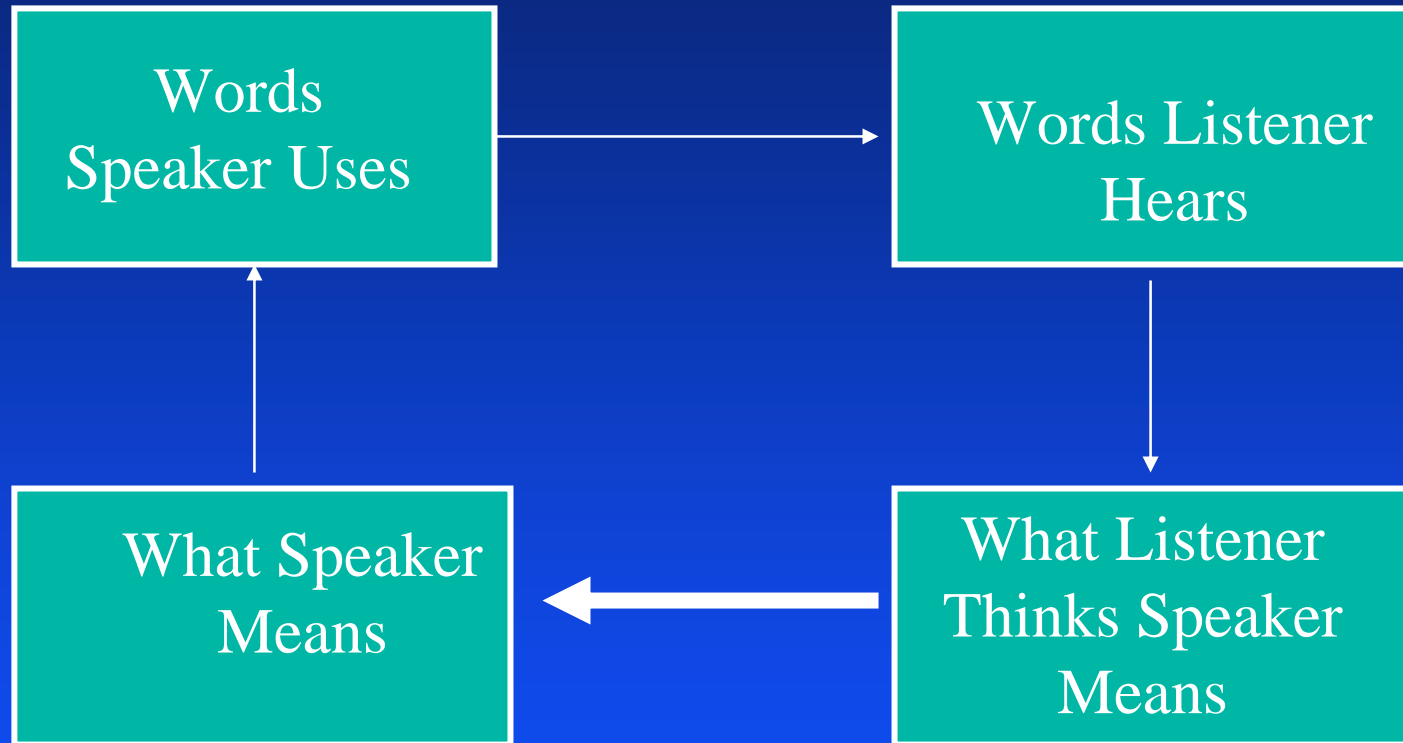 Words
Speaker Uses
Words Listener
Hears
What Speaker
Means
What Listener
Thinks Speaker
Means